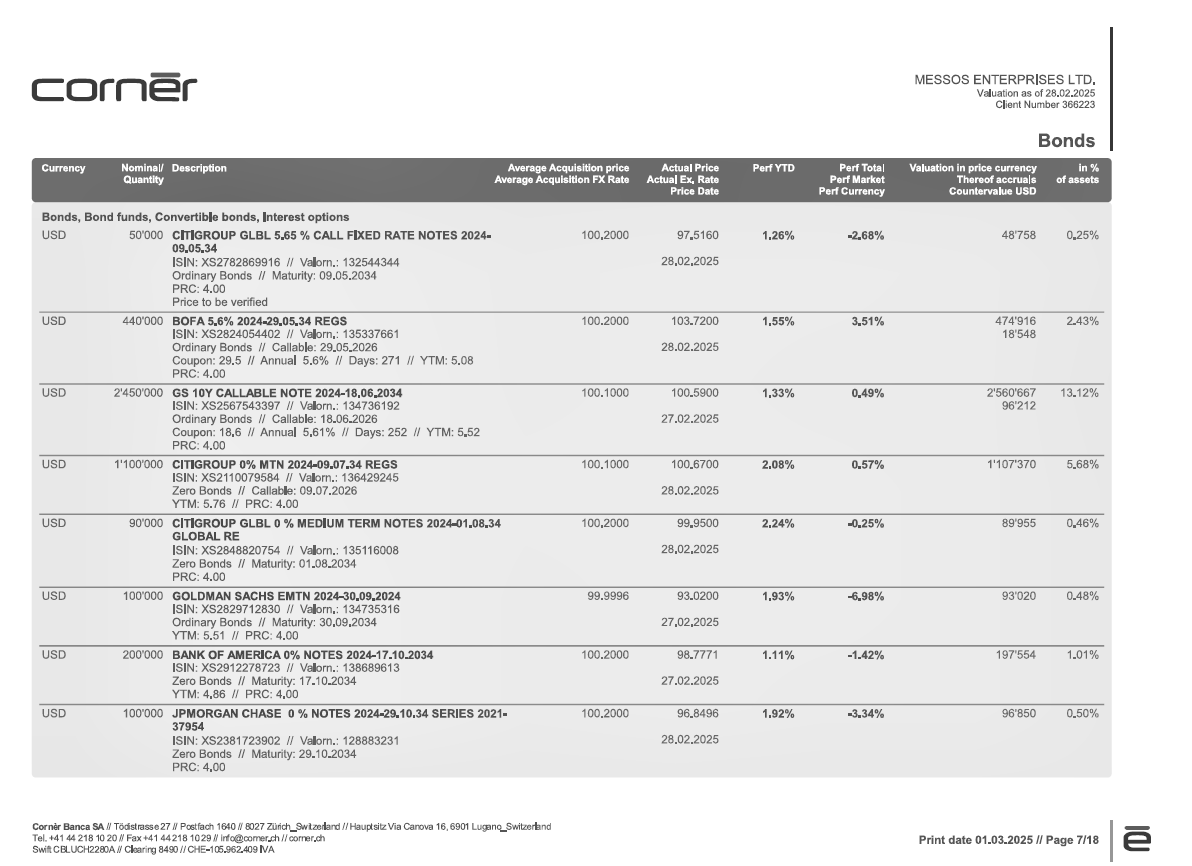 cornēr
MESSOS ENTERPRISES LTD.
Valuation as of 28.02.2025
Client Number 366223
Bonds
Currency Nominal/ Description Average Acquisition price Actual Price Perf YTD Perf Total Valuation in price currency in %
Quantity Average Acquisition FX Rate Actual Ex. Rate Perf Market Thereof accruals of assets
Price Date Perf Currency Countervalue USD
Bonds, Bond funds, Convertible bonds, Interest options
USD 50'000 CITIGROUP GLBL 5.65 % CALL FIXED RATE NOTES 2024- 100.2000 97.5160 1.26% -2.68% 48'758 0.25%
09.05.34
ISIN: XS2782869916 // Valorn.: 132544344 28.02.2025
Ordinary Bonds // Maturity: 09.05.2034
PRC: 4.00
Price to be verified
USD 440'000 BOFA 5.6% 2024-29.05.34 REGS 100.2000 103.7200 1.55% 3.51% 474'916 2.43%
ISIN: XS2824054402 // Valorn.: 135337661 18'548
Ordinary Bonds // Callable: 29.05.2026 28.02.2025
Coupon: 29.5 // Annual 5.6% // Days: 271 // YTM: 5.08
PRC: 4.00
USD 2'450'000 GS 10Y CALLABLE NOTE 2024-18.06.2034 100.1000 100.5900 1.33% 0.49% 2'560'667 13.12%
ISIN: XS2567543397 // Valorn.: 134736192 96'212
Ordinary Bonds // Callable: 18.06.2026 27.02.2025
Coupon: 18.6 // Annual 5.61% // Days: 252 // YTM: 5.52
PRC: 4.00
USD 1'100'000 CITIGROUP 0% MTN 2024-09.07.34 REGS 100.1000 100.6700 2.08% 0.57% 1'107'370 5.68%
ISIN: XS2110079584 // Valorn.: 136429245
Zero Bonds // Callable: 09.07.2026 28.02.2025
YTM: 5.76 // PRC: 4.00
USD 90'000 CITIGROUP GLBL 0 % MEDIUM TERM NOTES 2024-01.08.34 100.2000 99.9500 2.24% -0.25% 89'955 0.46%
GLOBAL RE
ISIN: XS2848820754 // Valorn.: 135116008 28.02.2025
Zero Bonds // Maturity: 01.08.2034
PRC: 4.00
USD 100'000 GOLDMAN SACHS EMTN 2024-30.09.2024 99.9996 93.0200 1.93% -6.98% 93'020 0.48%
ISIN: XS2829712830 // Valorn.: 134735316
Ordinary Bonds // Maturity: 30.09.2034 27.02.2025
YTM: 5.51 // PRC: 4.00
USD 200'000 BANK OF AMERICA 0% NOTES 2024-17.10.2034 100.2000 98.7771 1.11% -1.42% 197'554 1.01%
ISIN: XS2912278723 // Valorn.: 138689613
Zero Bonds // Maturity: 17.10.2034 27.02.2025
YTM: 4.86 // PRC: 4.00
USD 100'000 JPMORGAN CHASE 0 % NOTES 2024-29.10.34 SERIES 2021- 100.2000 96.8496 1.92% -3.34% 96'850 0.50%
37954
ISIN: XS2381723902 // Valorn.: 128883231 28.02.2025
Zero Bonds // Maturity: 29.10.2034
PRC: 4.00
Cornèr Banca SA // Tödistrasse 27 // Postfach 1640 // 8027 Zürich_Switzerland // Hauptsitz Via Canova 16, 6901 Lugano_Switzerland
Tel. +41 44 218 10 20 // Fax +41 44 218 10 29 // info@corner.ch // corner.ch
Swift CBLUCH2280A // Clearing 8490 // CHE-105.962.409 IVA
Print date 01.03.2025 // Page 7/18
ē